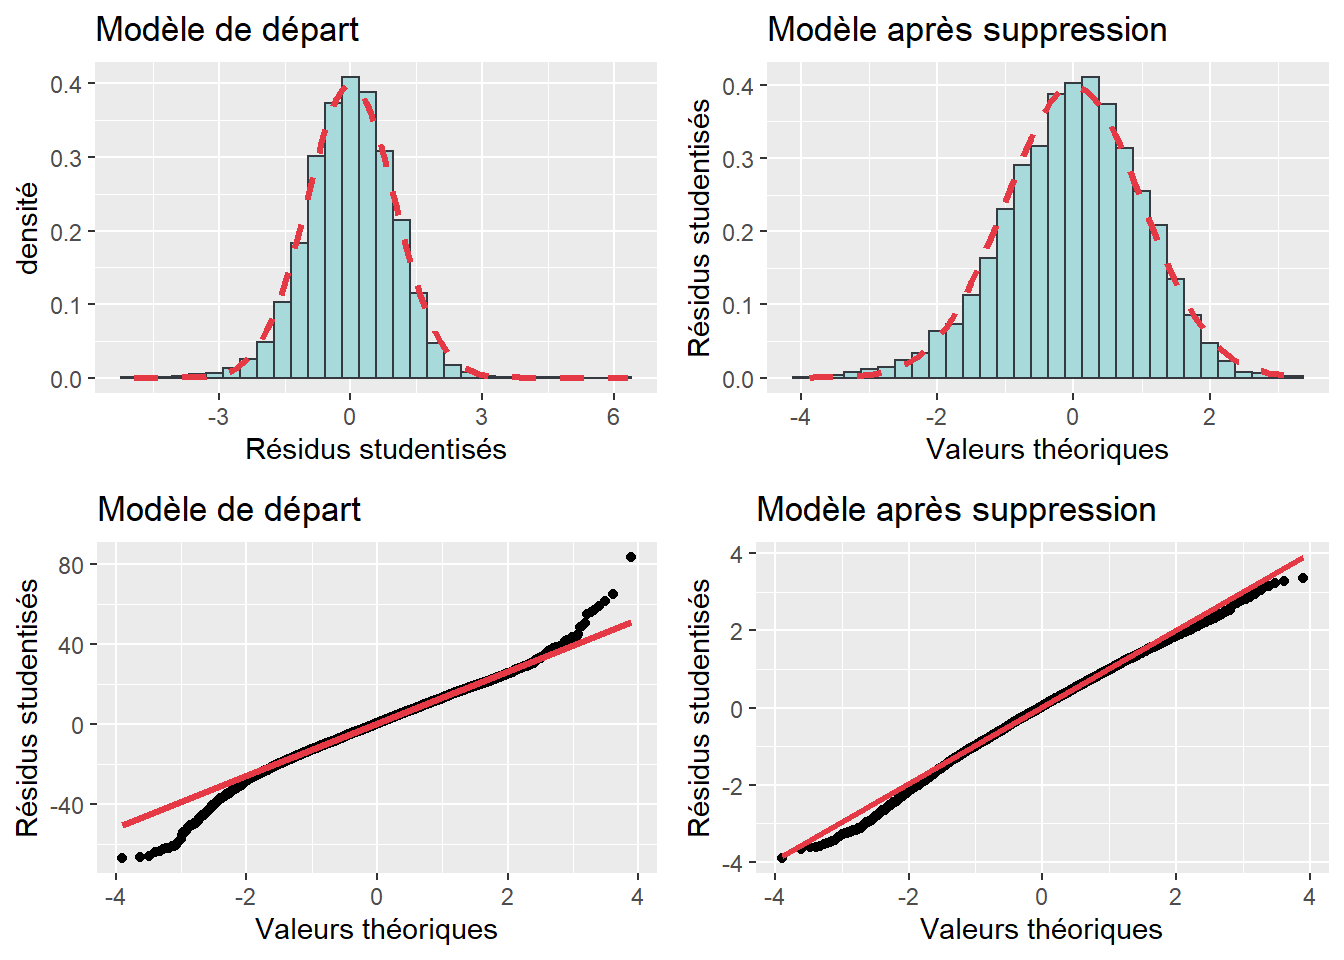 Modèle de départ
densité
0.4
0.3
0.2
0.1
0.0
-3 0 3 6
Résidus studentisés
Modèle après suppression
Résidus studentisés
0.4
0.3
0.2
0.1
0.0
-4 -2 0 2
Valeurs théoriques
Modèle de départ
Résidus studentisés
80
40
0
-40
-4 -2 0 2 4
Valeurs théoriques
Modèle après suppression
Résidus studentisés
4
2
0
-2
-4
-4 -2 0 2 4
Valeurs théoriques